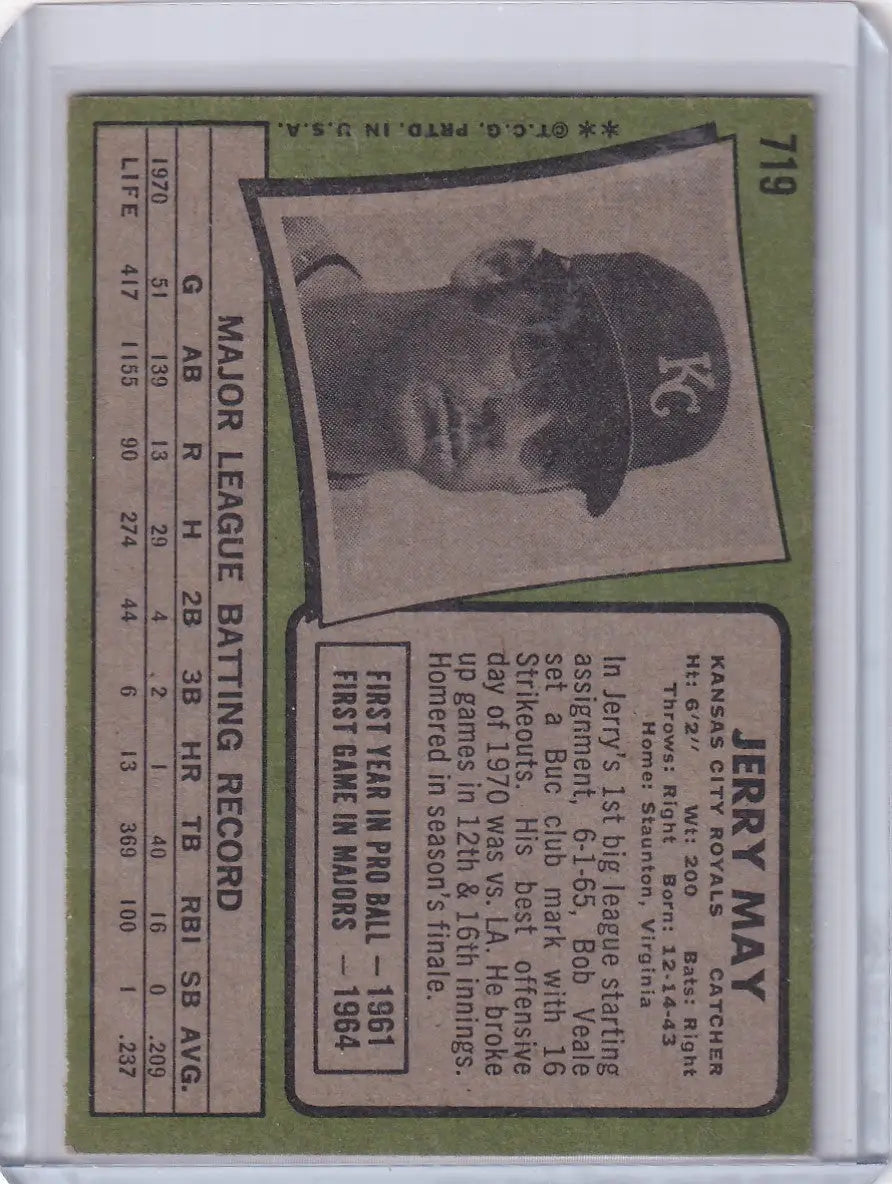 719
** ©T.C.G. PRTD. IN U.S.A.
KC
JERRY MAY
KANSAS CITY ROYALS CATCHER
Ht: 6'2" Wt: 200 Bats: Right
Throws: Right Born: 12-14-43
Home: Staunton, Virginia
In Jerry's 1st big league starting
assignment, 6-1-65, Bob Veale
set a Buc club mark with 16
Strikeouts. His best offensive
day of 1970 was vs. LA. He broke
up games in 12th & 16th innings.
Homered in season's finale.
FIRST YEAR IN PRO BALL — 1961
FIRST GAME IN MAJORS — 1964
MAJOR LEAGUE BATTING RECORD
G AB R H 2B 3B HR TB RBI SB AVG.
1970 51 139 13 29 4 2 1 40 16 0 .209
LIFE 417 1155 90 274 44 6 13 369 100 1 .237